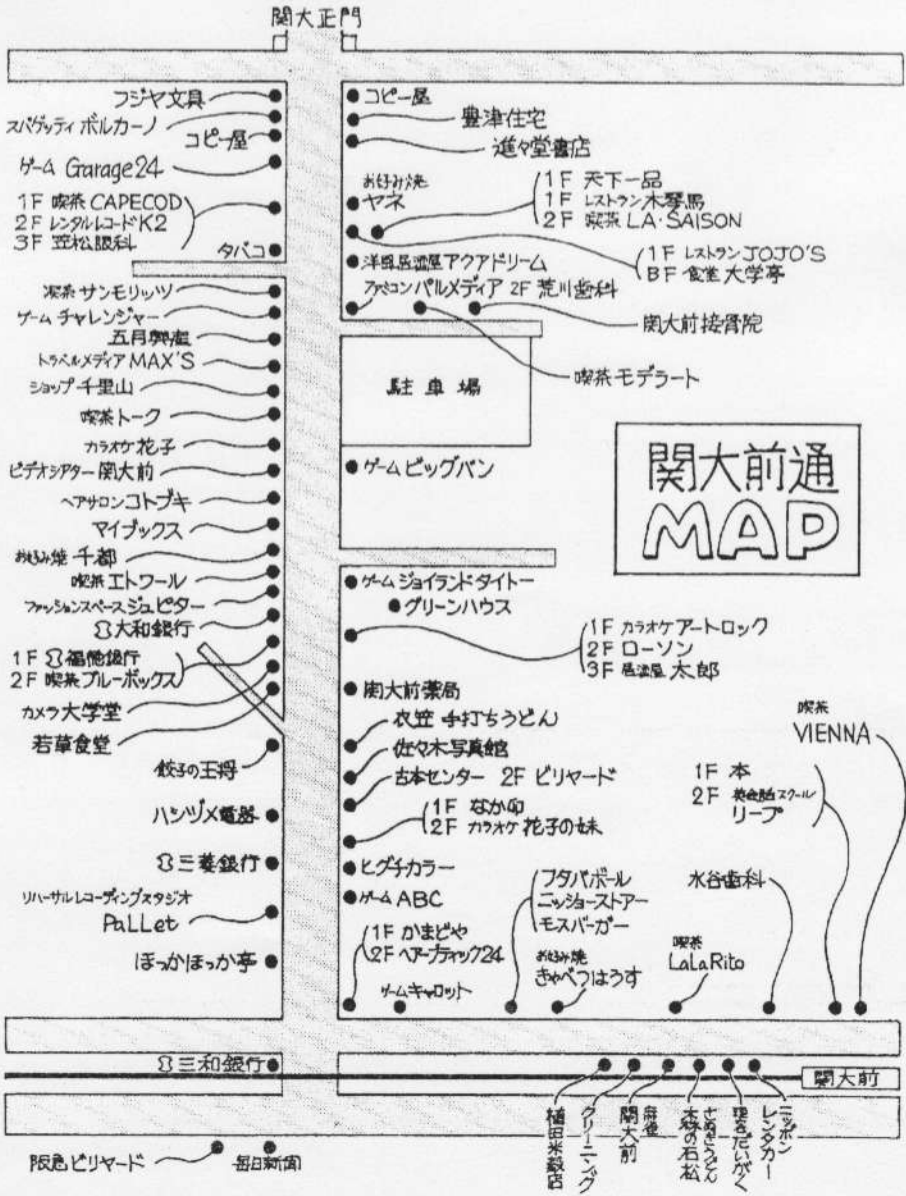 関大正門
フジヤ文具
スパゲッティ ボルカーノ
コピー屋
ゲーム Garage24
1F 喫茶 CAPECOD
2F レンタルレコード K2
3F 笠松眼科
タバコ
喫茶 サンモリッツ
ゲーム チャレンジャー
五月興産
トラベルメディア MAX'S
ショップ 千里山
喫茶 トーク
カラオケ 花子
ビデオシアター 関大前
ヘアサロン コトブキ
マイブックス
お好み焼 千都
喫茶 エトワール
ファッションスペース ジュピター
大和銀行
1F 福徳銀行
2F 喫茶 ブルーボックス
カメラ 大学堂
若草食堂
餃子の王将
ハシヅメ電器
三菱銀行
リハーサルレコーディングスタジオ
PaLLet
ほっかほっか亭
三和銀行
阪急ビリヤード
毎日新聞
コピー屋
豊津住宅
進々堂書店
お好み焼
ヤネ
1F 天下一品
1F レストラン 木琴馬
2F 喫茶 LA・SAISON
1F レストラン JOJO'S
BF 食堂 大学亭
洋風居酒屋 アクアドリーム
ファミコン パルメディア 2F 荒川歯科
関大前接骨院
喫茶 モデラート
駐車場
関大前通
MAP
ゲーム ビッグバン
ゲーム ジョイランドタイトー
グリーンハウス
1F カラオケ アートロック
2F ローソン
3F 居酒屋 太郎
関大前薬局
衣笠 手打ちうどん
佐々木写真館
古本センター 2F ビリヤード
1F なか卯
2F カラオケ 花子の妹
ヒグチカラー
ゲーム ABC
1F かまどや
2F ヘアーブティック24
ゲーム キャロット
フタバボール
ニッショーストアー
モスバーガー
お好み焼
きゃべつはうす
喫茶
LaLaRito
水谷歯科
1F 本
2F 英会話スクール
リープ
喫茶
VIENNA
関大前
植田米穀店
クリーニング
麻雀
関大前
さぬきうどん
森の石松
ニッポン
レンタカー